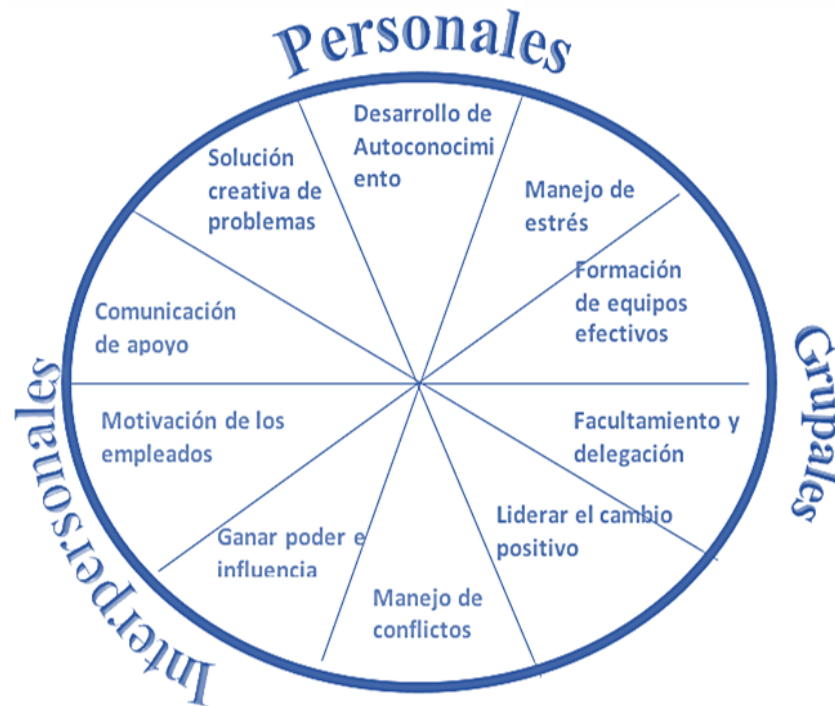 Personales
Desarrollo de
Autoconocimi
ento
Manejo de
estrés
Formación
de equipos
efectivos
Grupales
Facultamiento y
delegación
Liderar el cambio
positivo
Manejo de
conflictos
Ganar poder e
influencia
Interpersonales
Motivación de los
empleados
Comunicación
de apoyo
Solución
creativa de
problemas